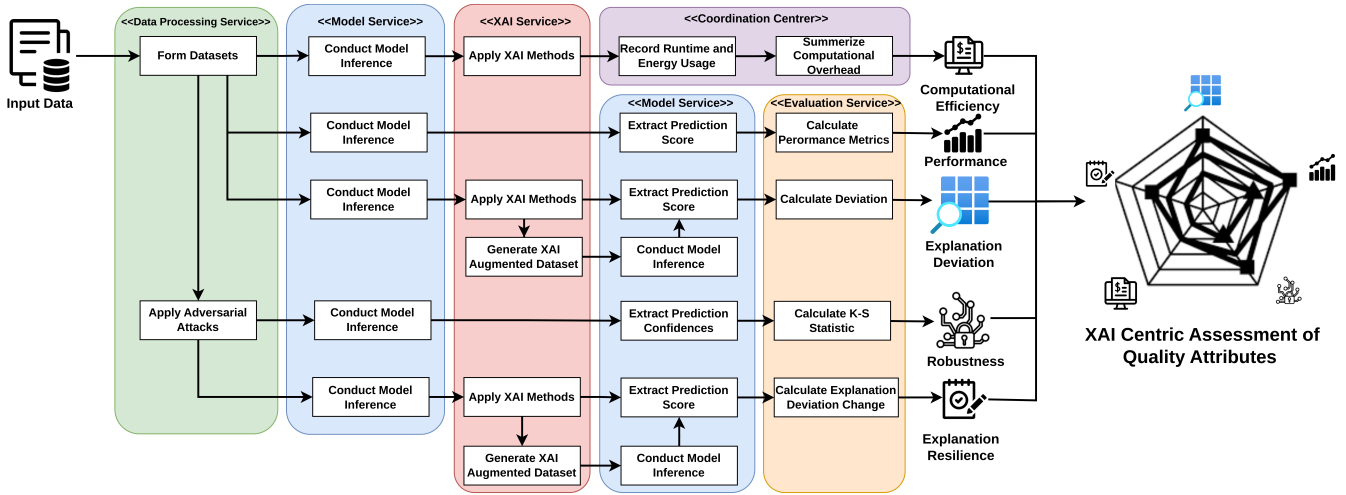 <<Data Processing Service>>
<<Model Service>>
<<XAI Service>>
<<Coordination Centrer>>
Input Data
Form Datasets
Conduct Model
Inference
Apply XAI Methods
Record Runtime and
Energy Usage
Summerize
Computational
Overhead
Computational
Efficiency
<<Model Service>>
<<Evaluation Service>>
Conduct Model
Inference
Extract Prediction
Score
Calculate
Perormance Metrics
Performance
Conduct Model
Inference
Apply XAI Methods
Extract Prediction
Score
Calculate Deviation
Generate XAI
Augmented Dataset
Conduct Model
Inference
Explanation
Deviation
Apply Adversarial
Attacks
Conduct Model
Inference
Extract Prediction
Confidences
Calculate K-S
Statistic
Robustness
Conduct Model
Inference
Apply XAI Methods
Extract Prediction
Score
Calculate Explanation
Deviation Change
Generate XAI
Augmented Dataset
Conduct Model
Inference
Explanation
Resilience
XAI Centric Assessment of
Quality Attributes